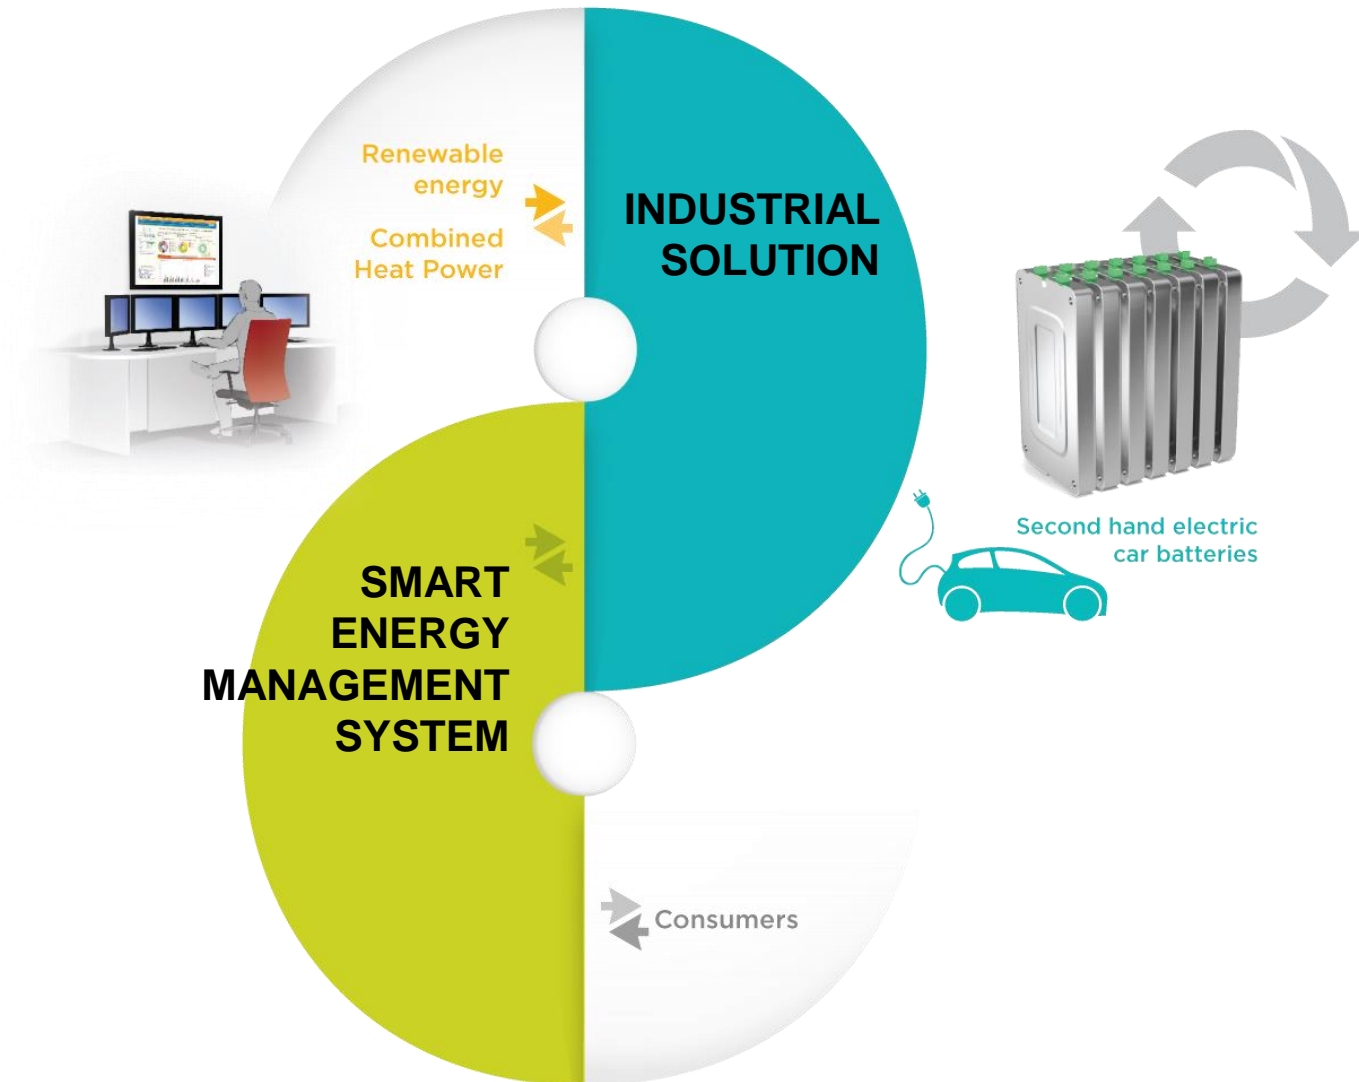 Renewable
energy
Combined
Heat Power
INDUSTRIAL
SOLUTION
Second hand electric
car batteries
SMART
ENERGY
MANAGEMENT
SYSTEM
Consumers